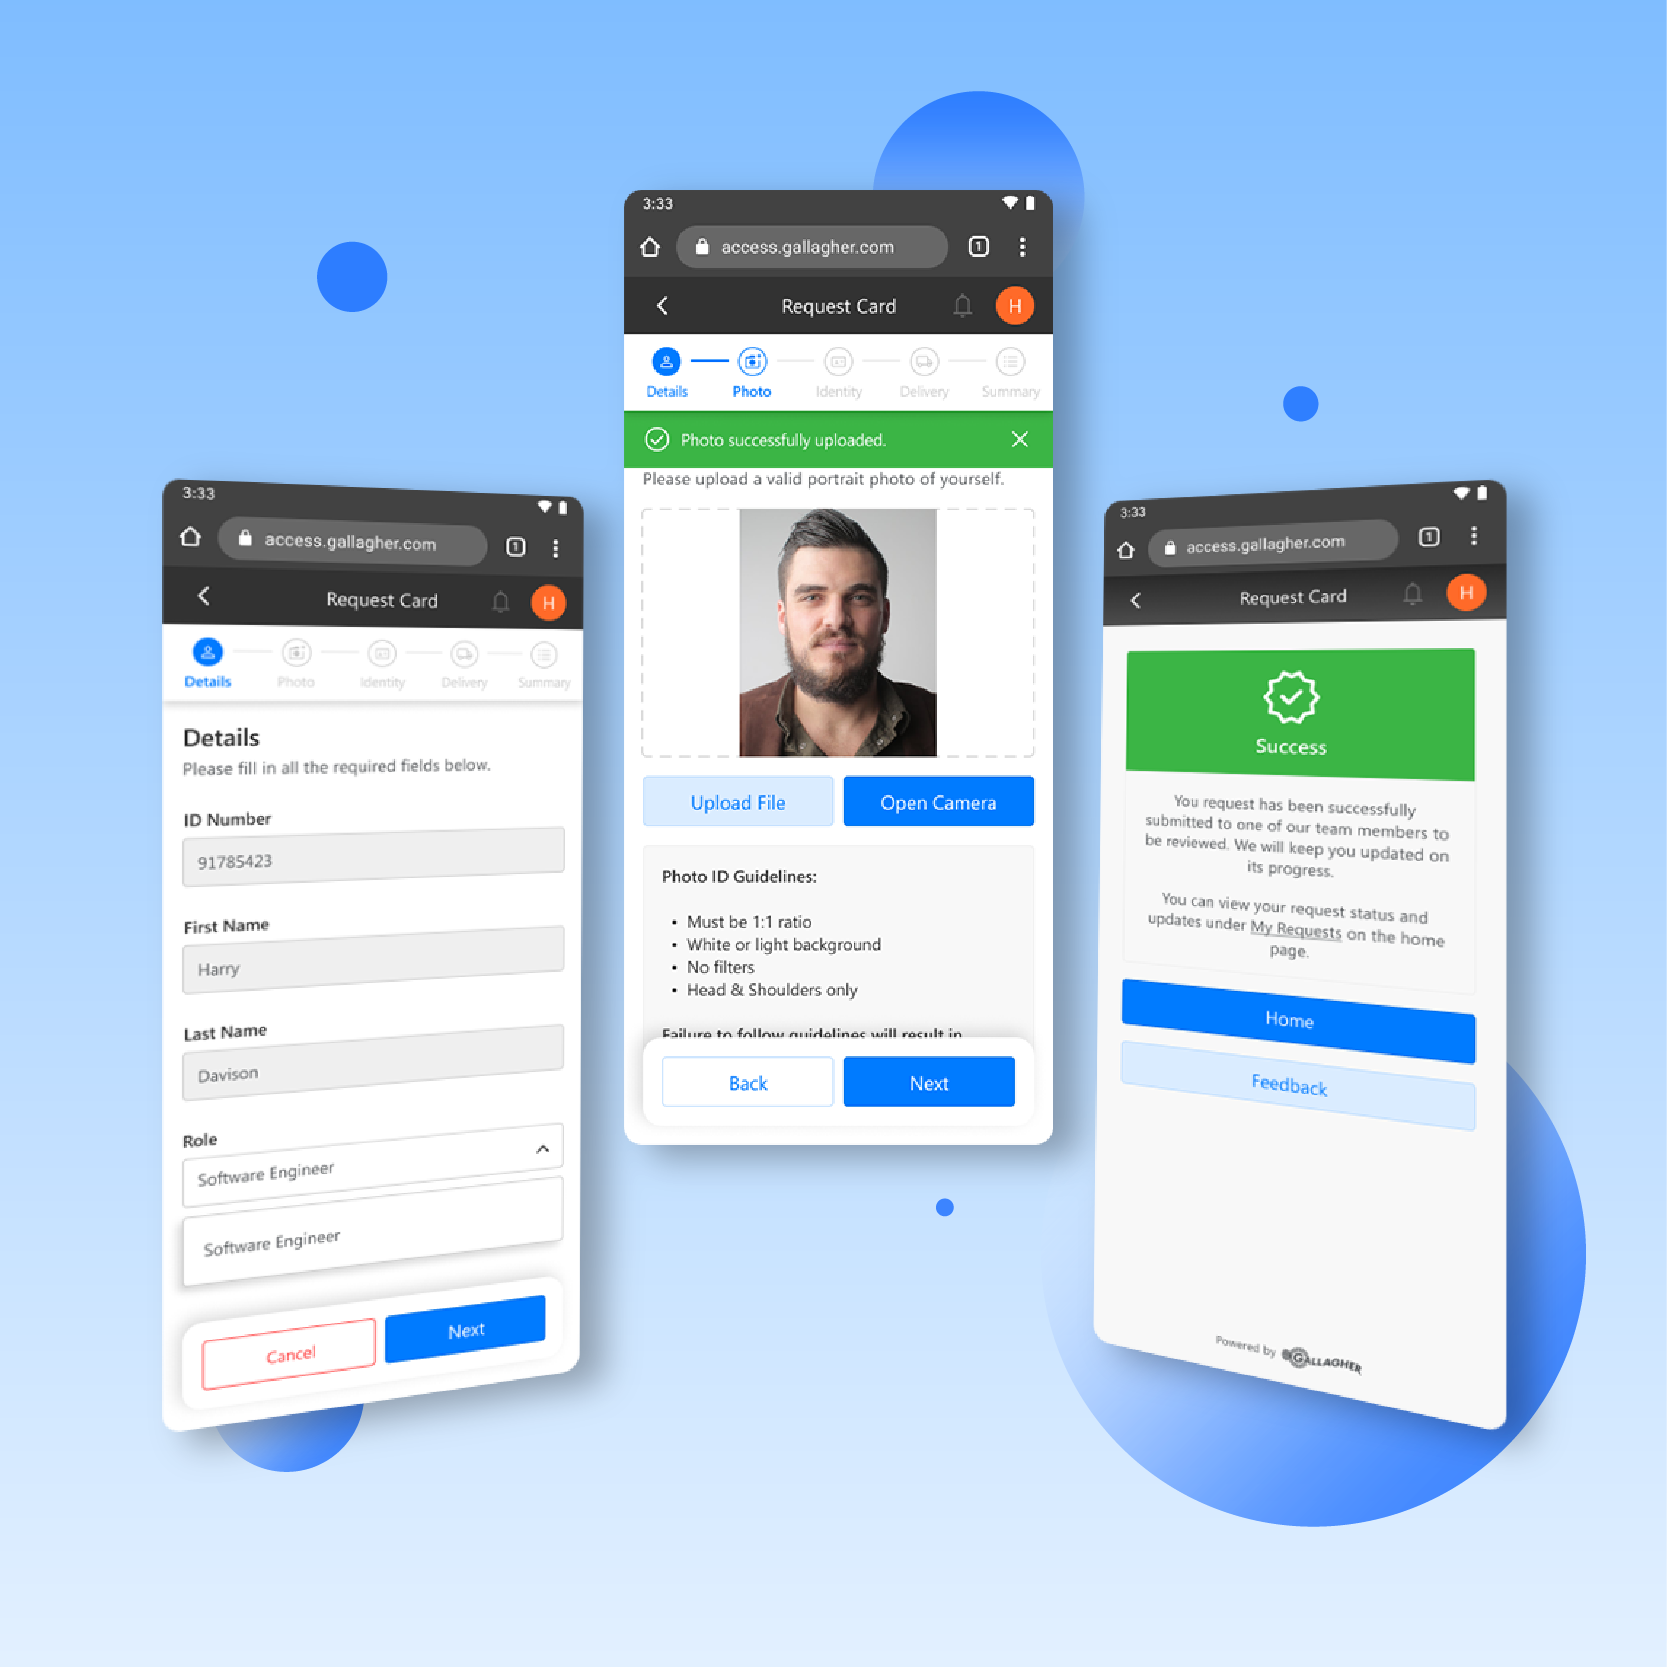 3:33
access.gallagher.com
1
Request Card
H
Details
Photo
Identity
Delivery
Summary
Details
Please fill in all the required fields below.
ID Number
91785423
First Name
Harry
Last Name
Davison
Role
Software Engineer
Software Engineer
Cancel
Next
3:33
access.gallagher.com
1
Request Card
H
Details
Photo
Identity
Delivery
Summary
Photo successfully uploaded.
Please upload a valid portrait photo of yourself.
Upload File
Open Camera
Photo ID Guidelines:
• Must be 1:1 ratio
• White or light background
• No filters
• Head & Shoulders only
Failure to follow guidelines will result in
Back
Next
3:33
access.gallagher.com
1
Request Card
H
Success
You request has been successfully
submitted to one of our team members to
be reviewed. We will keep you updated on
its progress.
You can view your request status and
updates under My Requests on the home
page.
Home
Feedback
Powered by GALLAGHER